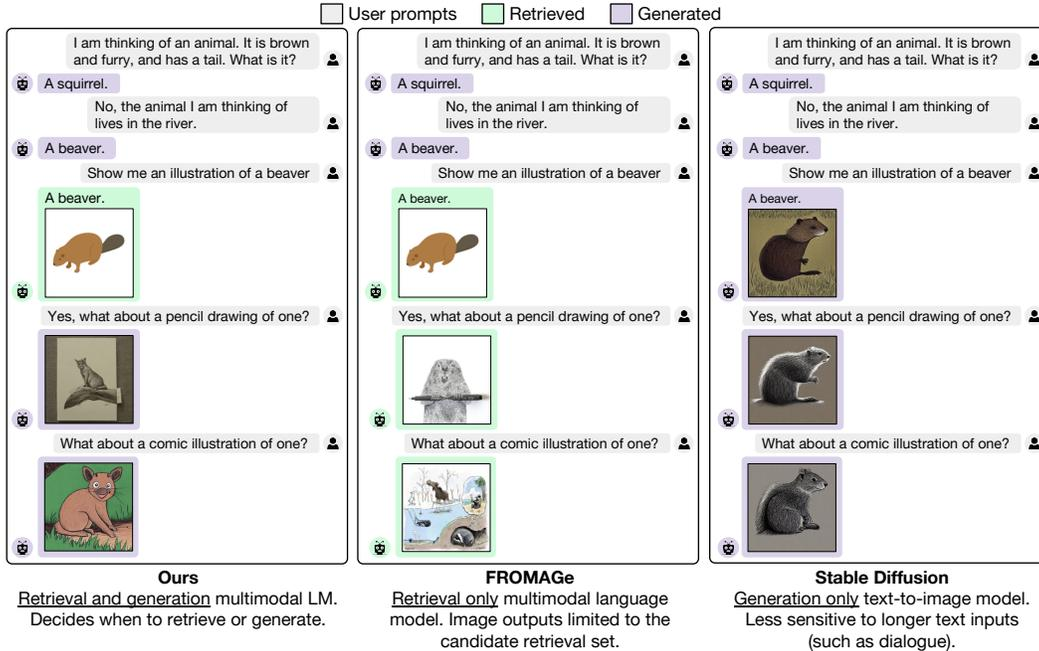 User prompts
Retrieved
Generated
I am thinking of an animal. It is brown
and furry, and has a tail. What is it?
A squirrel.
No, the animal I am thinking of
lives in the river.
A beaver.
Show me an illustration of a beaver
A beaver.
Yes, what about a pencil drawing of one?
What about a comic illustration of one?
Ours
Retrieval and generation multimodal LM.
Decides when to retrieve or generate.
I am thinking of an animal. It is brown
and furry, and has a tail. What is it?
A squirrel.
No, the animal I am thinking of
lives in the river.
A beaver.
Show me an illustration of a beaver
A beaver.
Yes, what about a pencil drawing of one?
What about a comic illustration of one?
FROMAGe
Retrieval only multimodal language
model. Image outputs limited to the
candidate retrieval set.
I am thinking of an animal. It is brown
and furry, and has a tail. What is it?
A squirrel.
No, the animal I am thinking of
lives in the river.
A beaver.
Show me an illustration of a beaver
A beaver.
Yes, what about a pencil drawing of one?
What about a comic illustration of one?
Stable Diffusion
Generation only text-to-image model.
Less sensitive to longer text inputs
(such as dialogue).